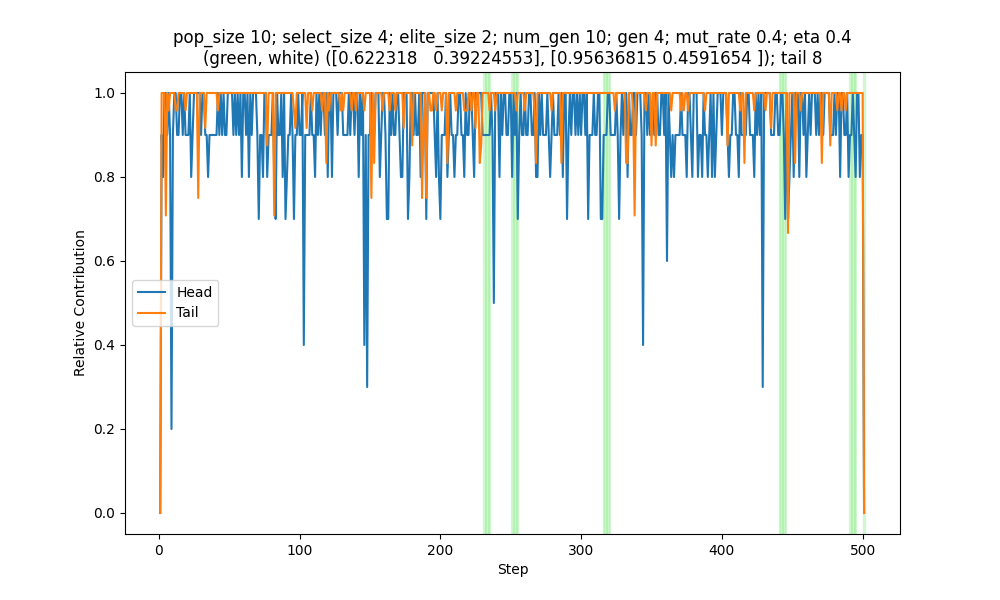 pop_size 10; select_size 4; elite_size 2; num_gen 10; gen 4; mut_rate 0.4; eta 0.4
(green, white) ([0.622318   0.39224553], [0.95636815 0.4591654 ]); tail 8
1.0
0.8
0.6
0.4
0.2
0.0
Relative Contribution
Head
Tail
0
100
200
300
400
500
Step